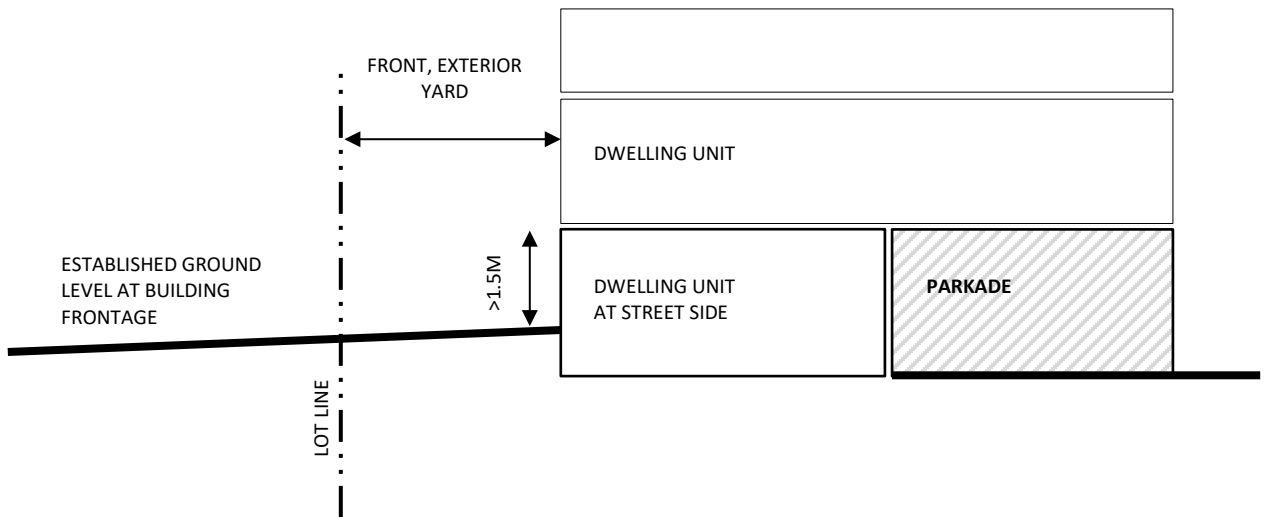 FRONT, EXTERIOR
YARD
DWELLING UNIT
ESTABLISHED GROUND
LEVEL AT BUILDING
FRONTAGE
>1.5M
DWELLING UNIT
AT STREET SIDE
PARKADE
LOT LINE